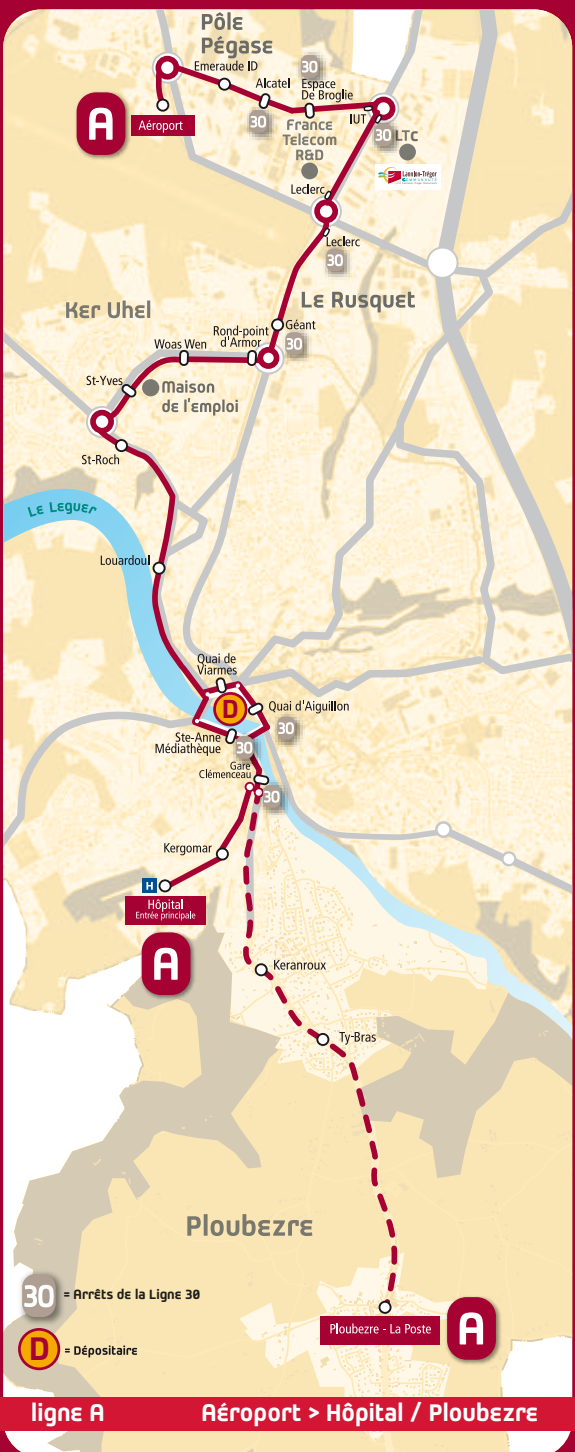 Pôle
Pégase
Emeraude ID
30
Alcatel
Espace
De Broglie
A
Aéroport
30
France
Telecom
R&D
IUT
30
LTC
Lannion-Trégor
Leclerc
Leclerc
30
Ker Uhel
Le Rusquet
Géant
Rond-point
d'Armor
30
Woas Wen
St-Yves
Maison
de l'emploi
St-Roch
Le Leguer
Louardoul
Quai de
Viarmes
D
Quai d'Aiguillon
30
Ste-Anne
Médiathèque
30
Gare
Clémenceau
30
Kergomar
H
Hôpital
Entrée principale
A
Keranroux
Ty-Bras
Ploubezre
30 = Arrêts de la Ligne 30
D = Dépositaire
Ploubezre - La Poste
A
ligne A
Aéroport > Hôpital / Ploubezre